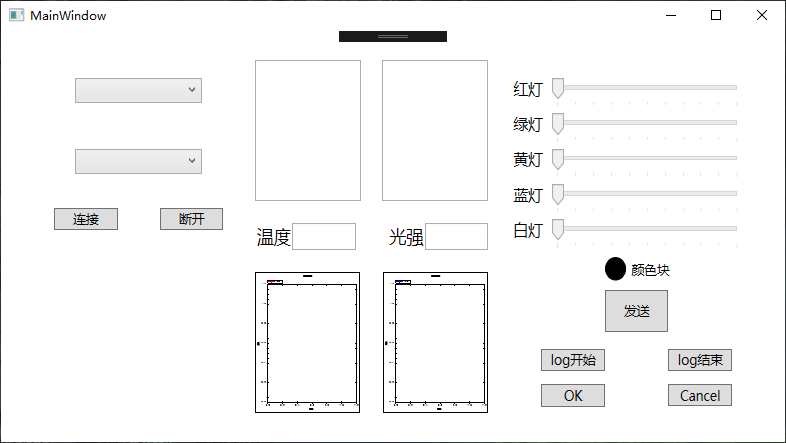 MainWindow
连接
断开
温度
光强
红灯
绿灯
黄灯
蓝灯
白灯
颜色块
发送
log开始
log结束
OK
Cancel